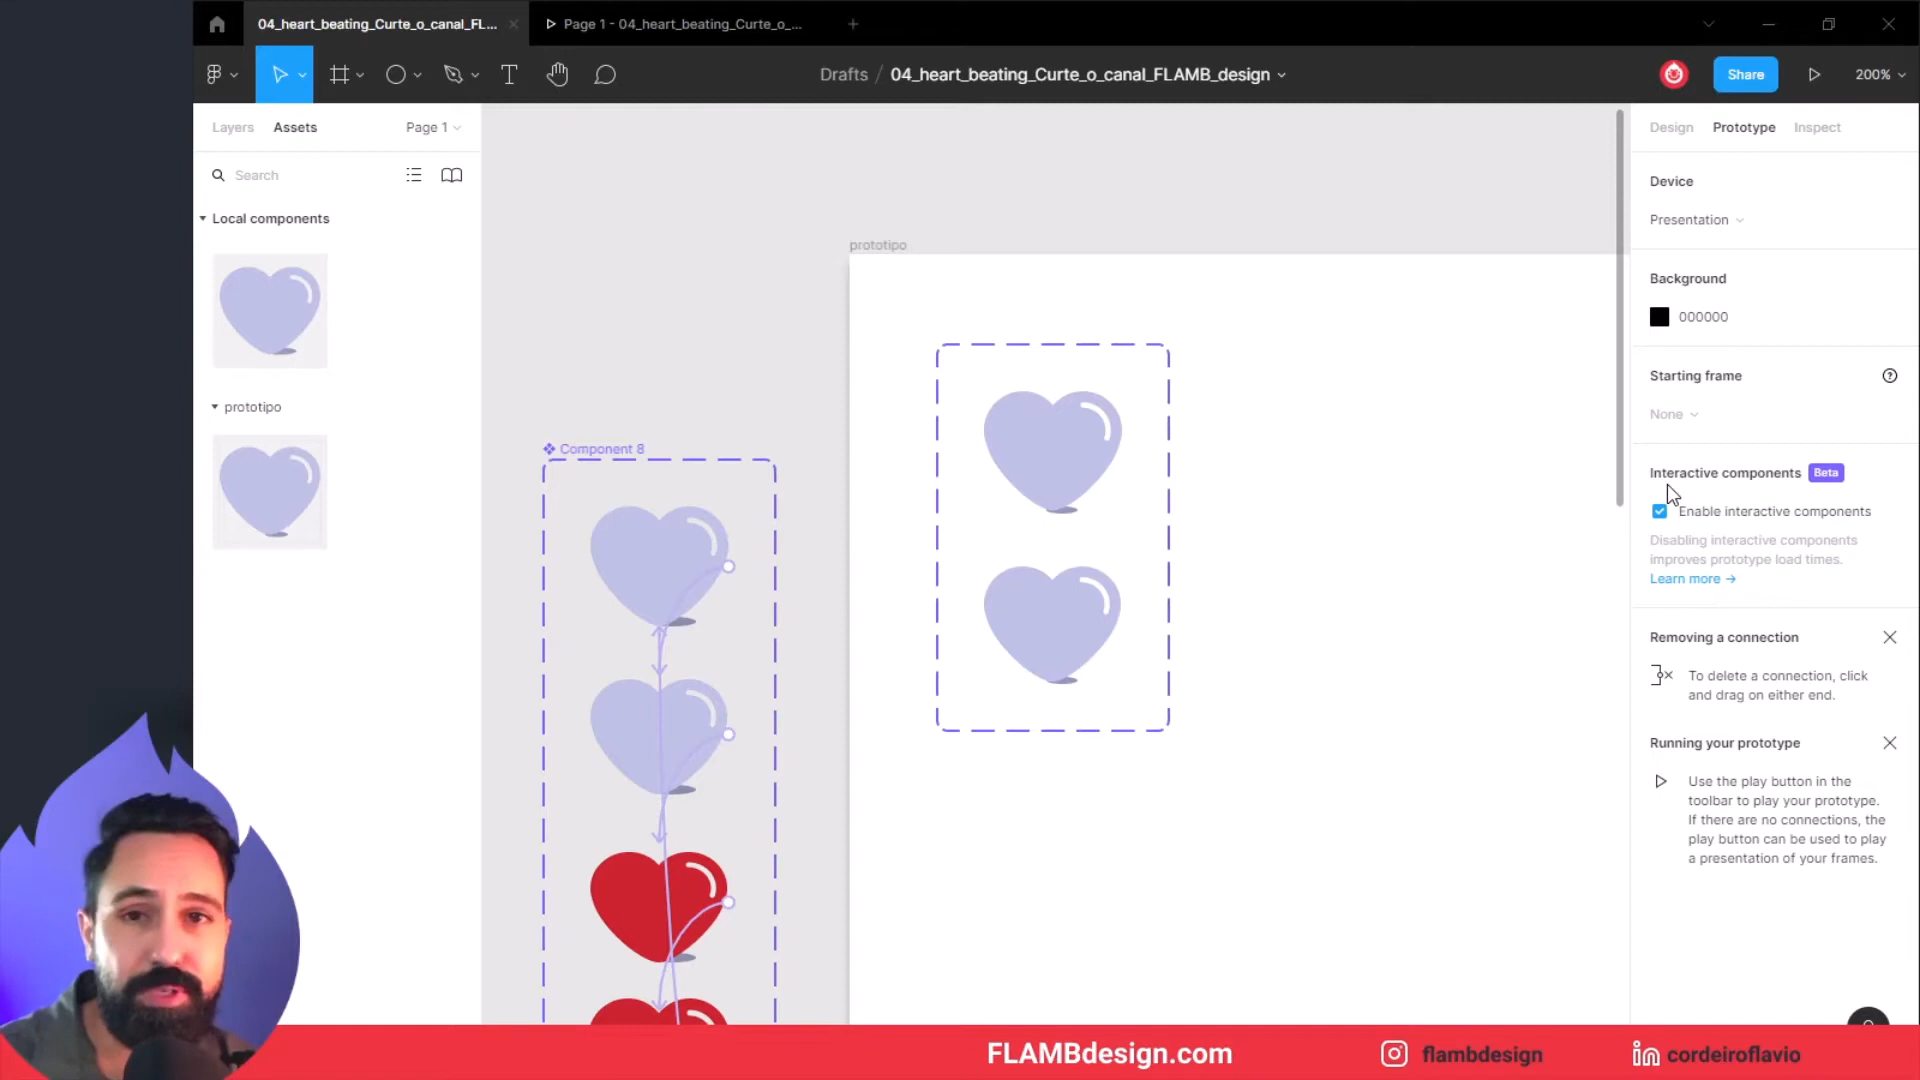 04_heart_beating_Curte_o_canal_FL...
Page 1 - 04_heart_beating_Curte_o_...
Drafts / 04_heart_beating_Curte_o_canal_FLAMB_design
Share
200%
Layers
Assets
Page 1
Search
Local components
prototipo
Component 8
prototipo
Design
Prototype
Inspect
Device
Presentation
Background
000000
Starting frame
None
Interactive components Beta
Enable interactive components
Disabling interactive components
improves prototype load times.
Learn more →
Removing a connection
To delete a connection, click
and drag on either end.
Running your prototype
Use the play button in the
toolbar to play your prototype.
If there are no connections, the
play button can be used to play
a presentation of your frames.
FLAMBdesign.com
flambdesign
in cordeiroflavio